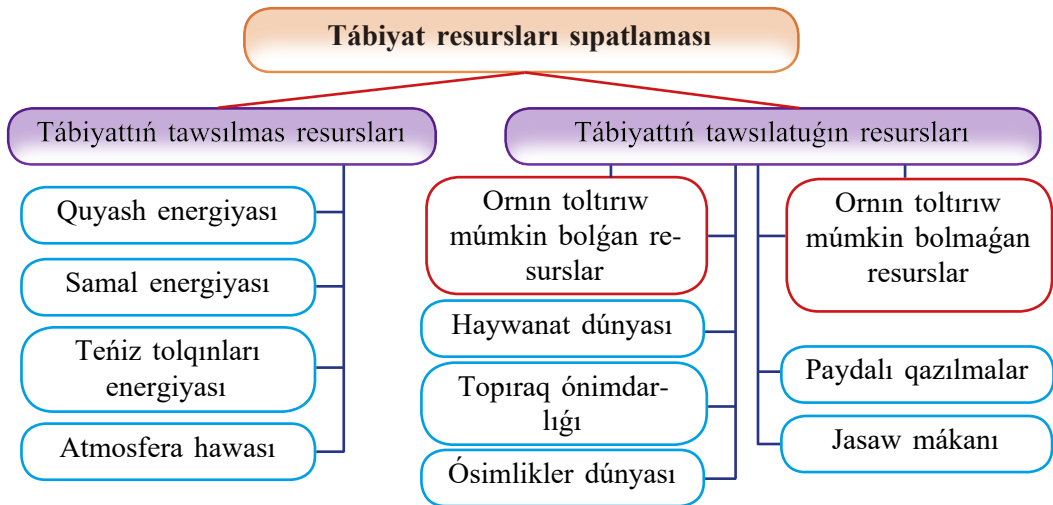 Tábiyat resursları sıpatlaması
Tábiyattıń tawsılmas resursları
Quyash energiyası
Samal energiyası
Teńiz tolqınları
energiyası
Atmosfera hawası
Tábiyattıń tawsılatuǵın resursları
Ornın toltırıw
múmkin bolǵan re-
surslar
Haywanat dúnyası
Topıraq ónimdar-
lıǵı
Ósimlikler dúnyası
Ornın toltırıw
múmkin bolmaǵan
resurslar
Paydalı qazılmalar
Jasaw mákanı